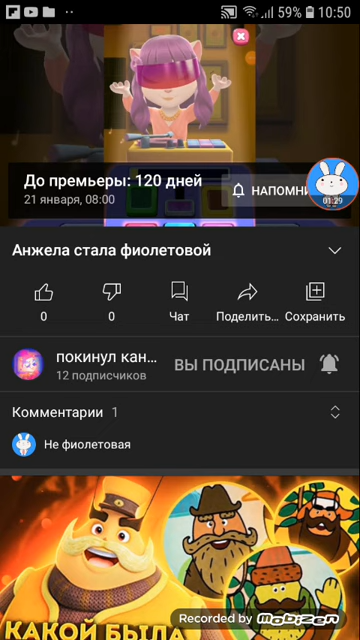 59% 10:50
До премьеры: 120 дней
21 января, 08:00
НАПОМНИ
01:29
Анжела стала фиолетовой
0
0
Чат
Поделить...
Сохранить
покинул кан...
12 подписчиков
ВЫ ПОДПИСАНЫ
Комментарии 1
Не фиолетовая
Recorded by mobizen
КАКОЙ БЫЛА